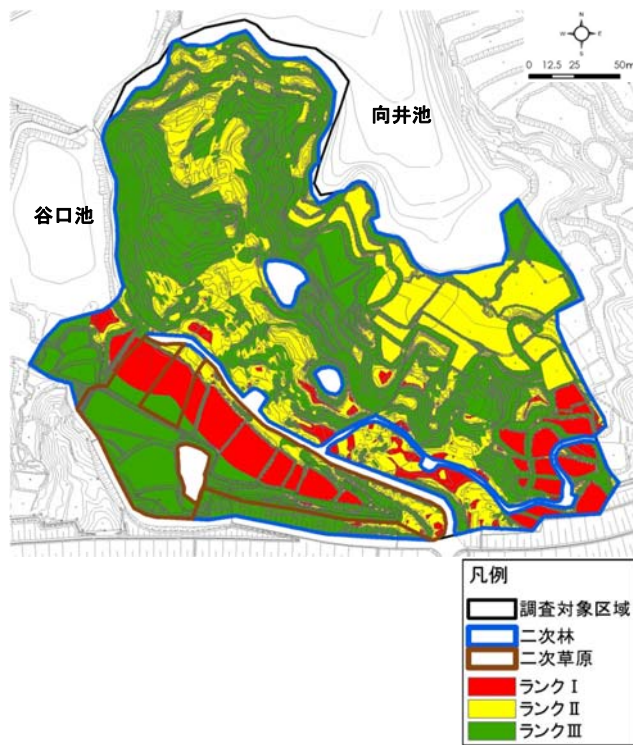 N
W E
S
0 12.5 25 50m
向井池
谷口池
凡例
調査対象区域
二次林
二次草原
ランクⅠ
ランクⅡ
ランクⅢ